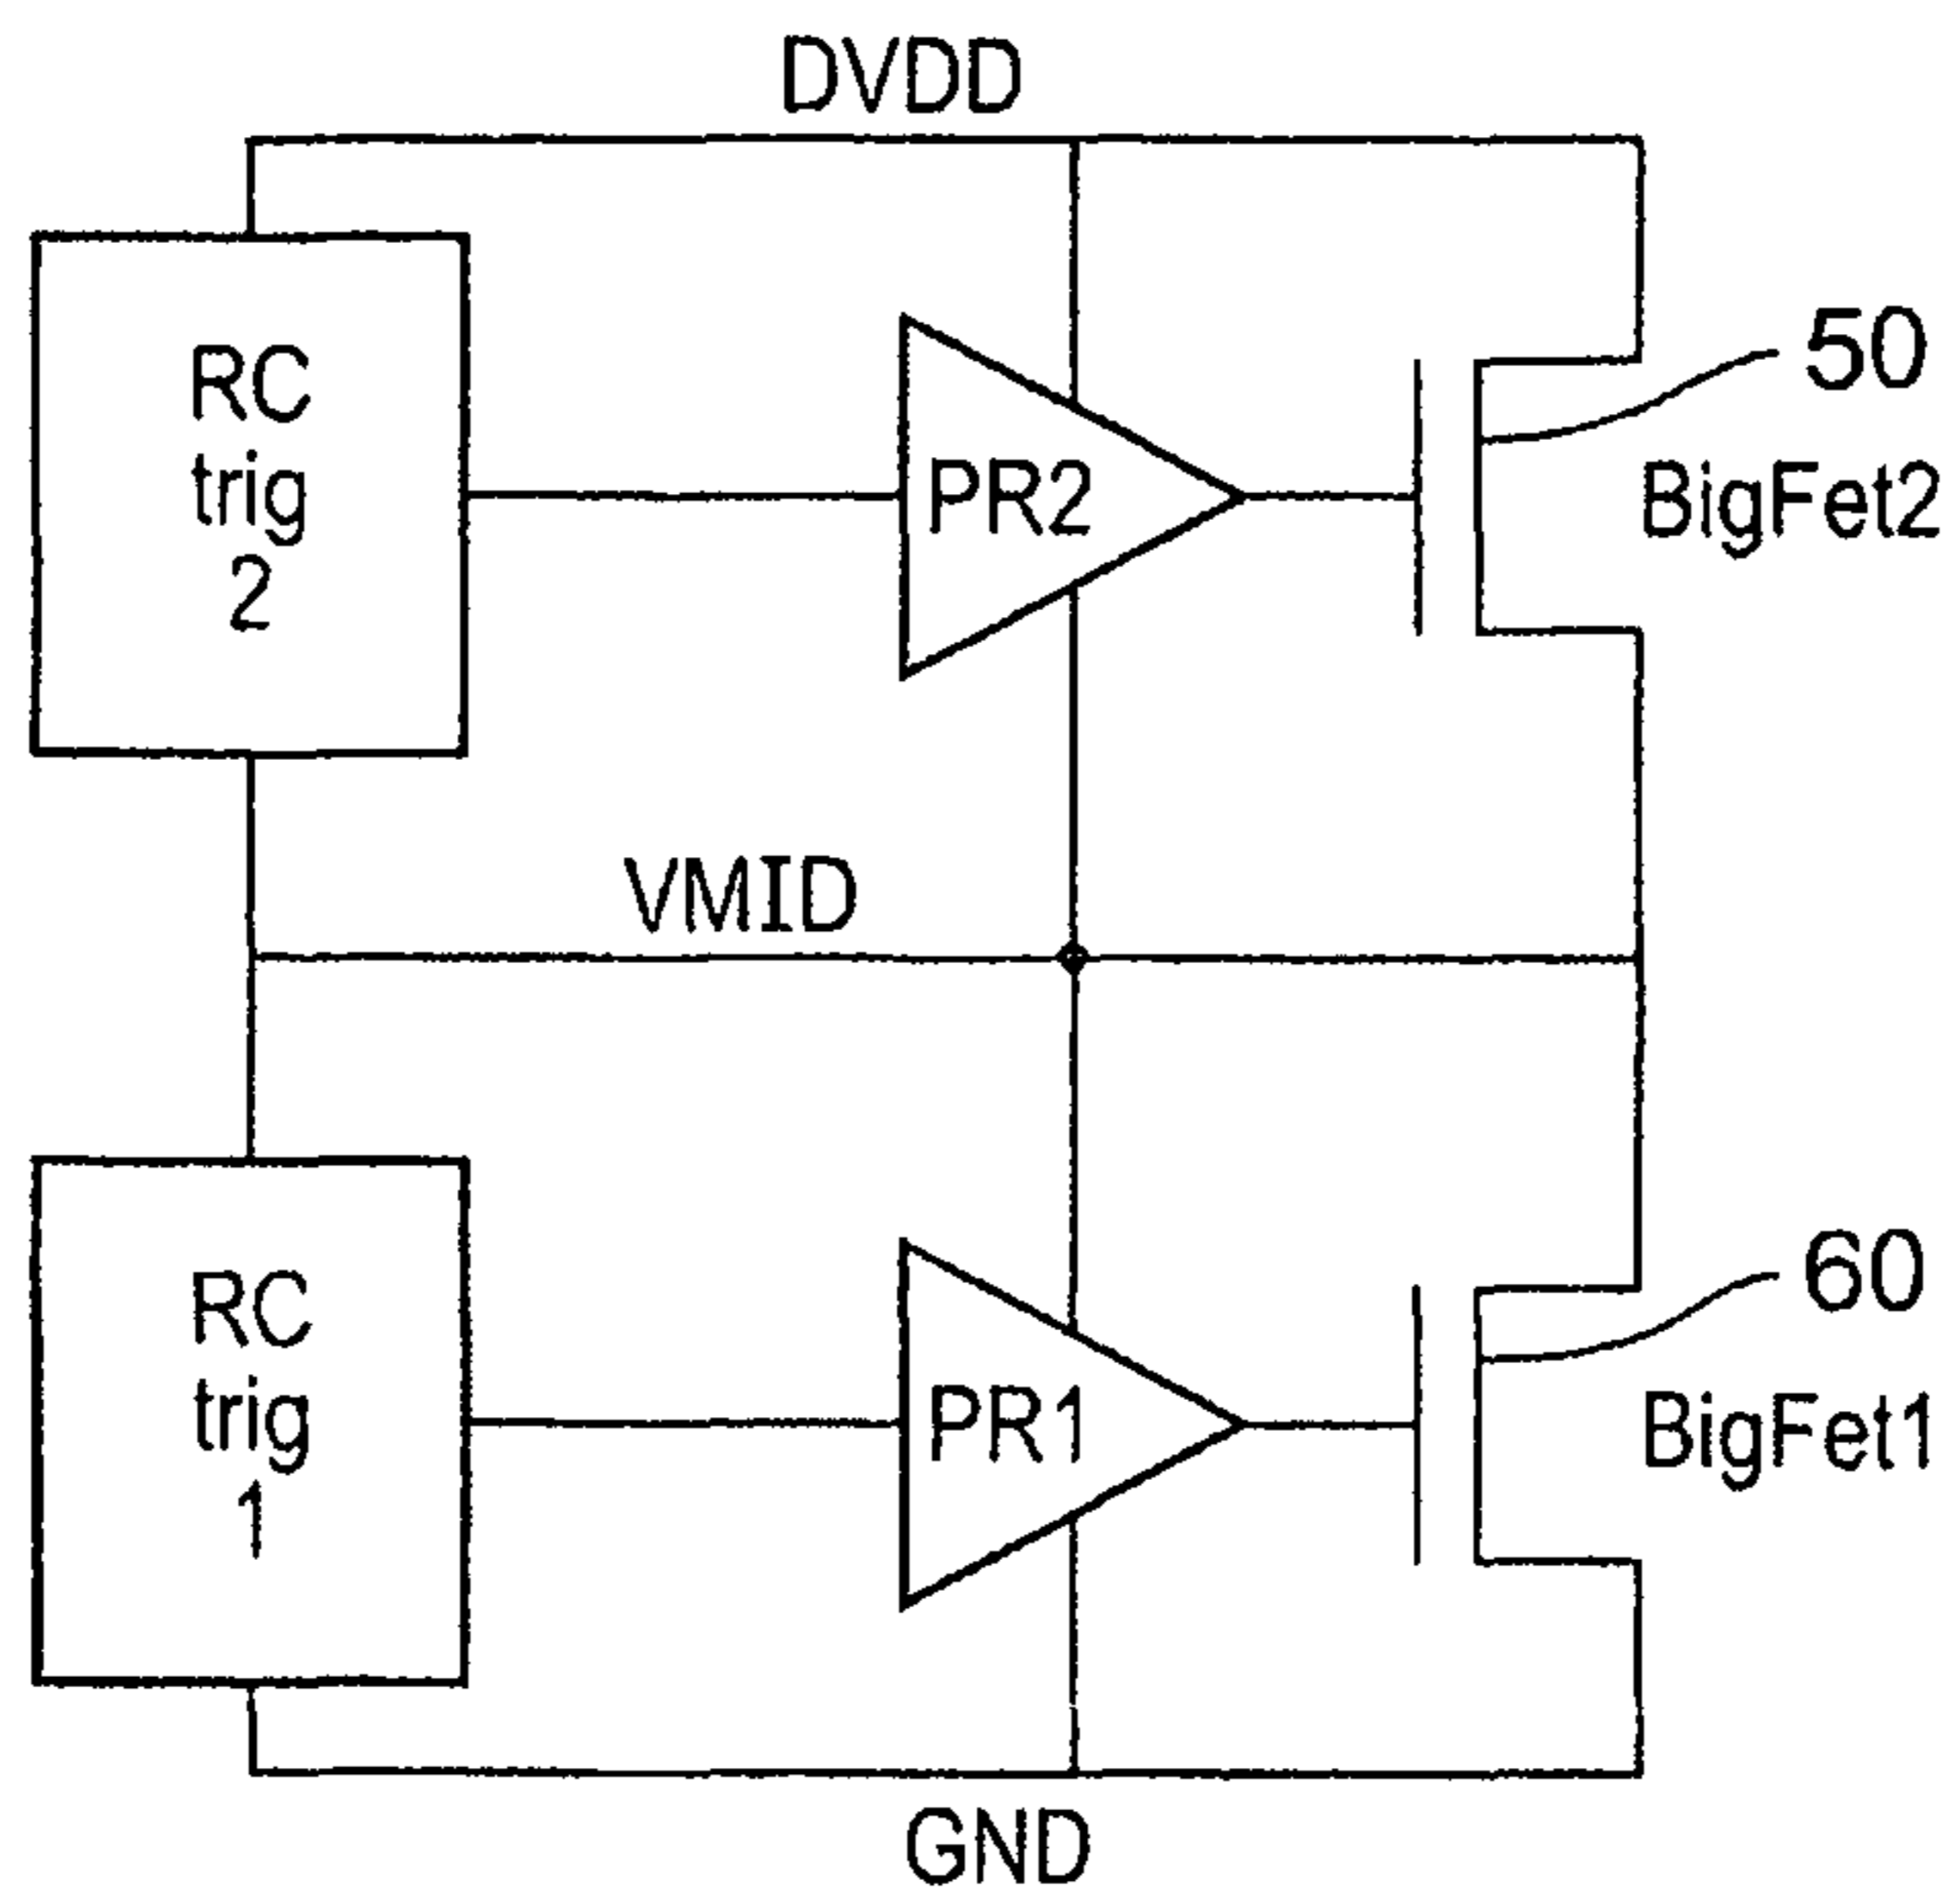 DVDD
RC
trig
2
PR2
50
BigFet2
VMID
RC
trig
1
PR1
60
BigFet1
GND